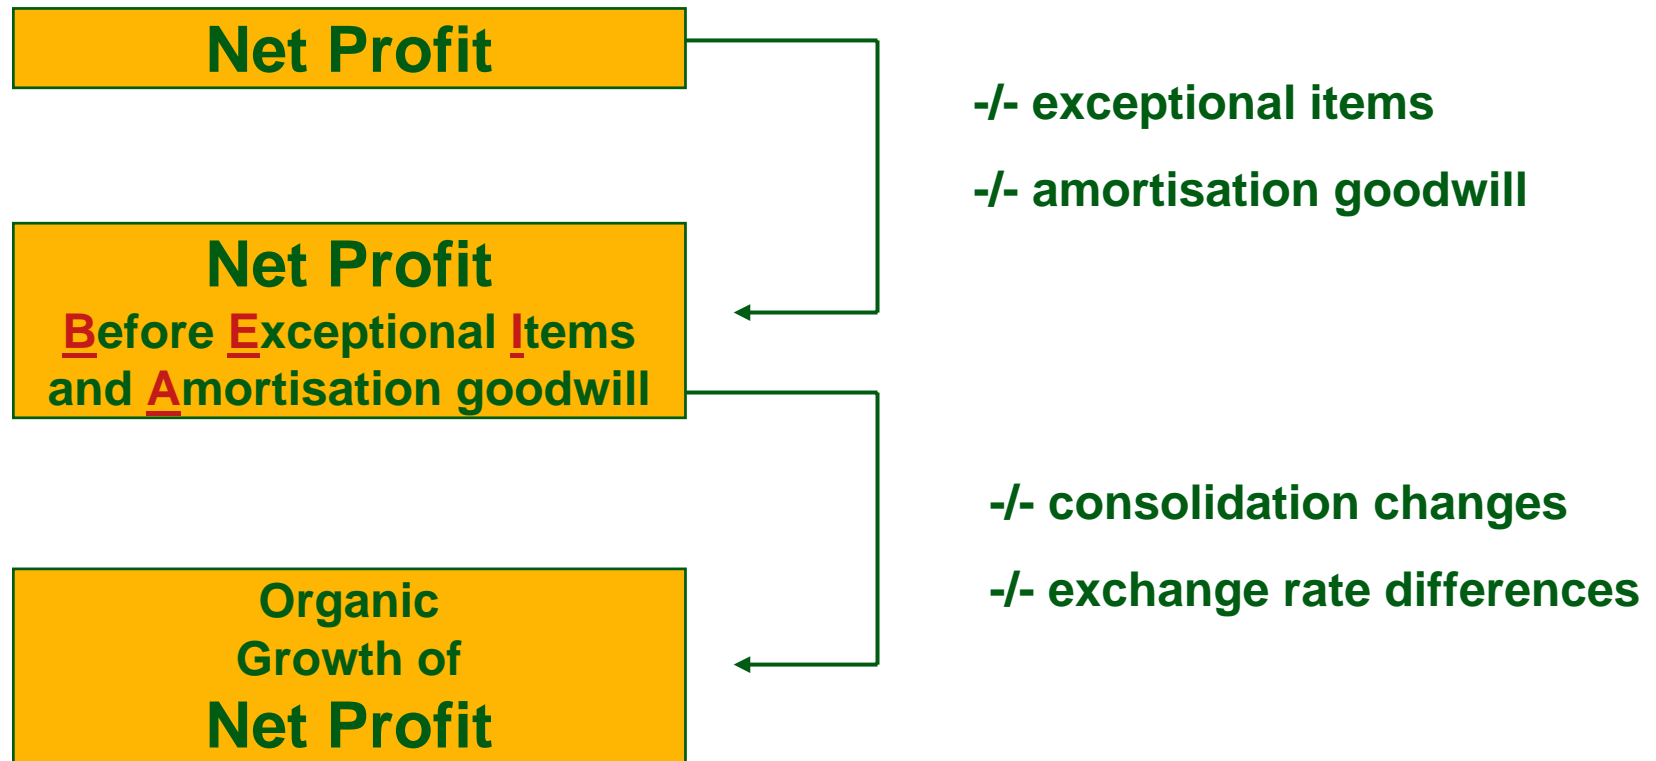 Net Profit
-/- exceptional items
-/- amortisation goodwill
Net Profit
Before Exceptional Items
and Amortisation goodwill
-/- consolidation changes
-/- exchange rate differences
Organic
Growth of
Net Profit